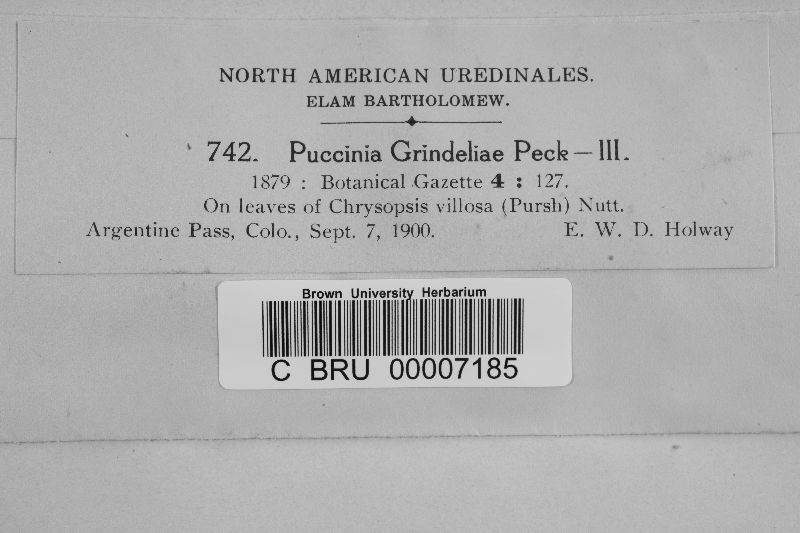 NORTH AMERICAN UREDINALES.
ELAM BARTHOLOMEW.
742. Puccinia Grindeliae Peck — III.
1879 : Botanical Gazette 4 : 127.
On leaves of Chrysopsis villosa (Pursh) Nutt.
Argentine Pass, Colo., Sept. 7, 1900. E. W. D. Holway
Brown University Herbarium
C BRU 00007185